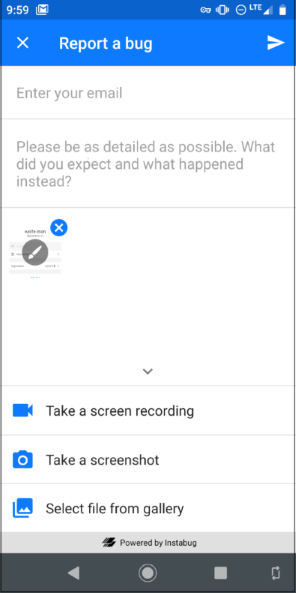 9:59
LTE
Report a bug
Enter your email
Please be as detailed as possible. What
did you expect and what happened
instead?
Take a screen recording
Take a screenshot
Select file from gallery
Powered by Instabug